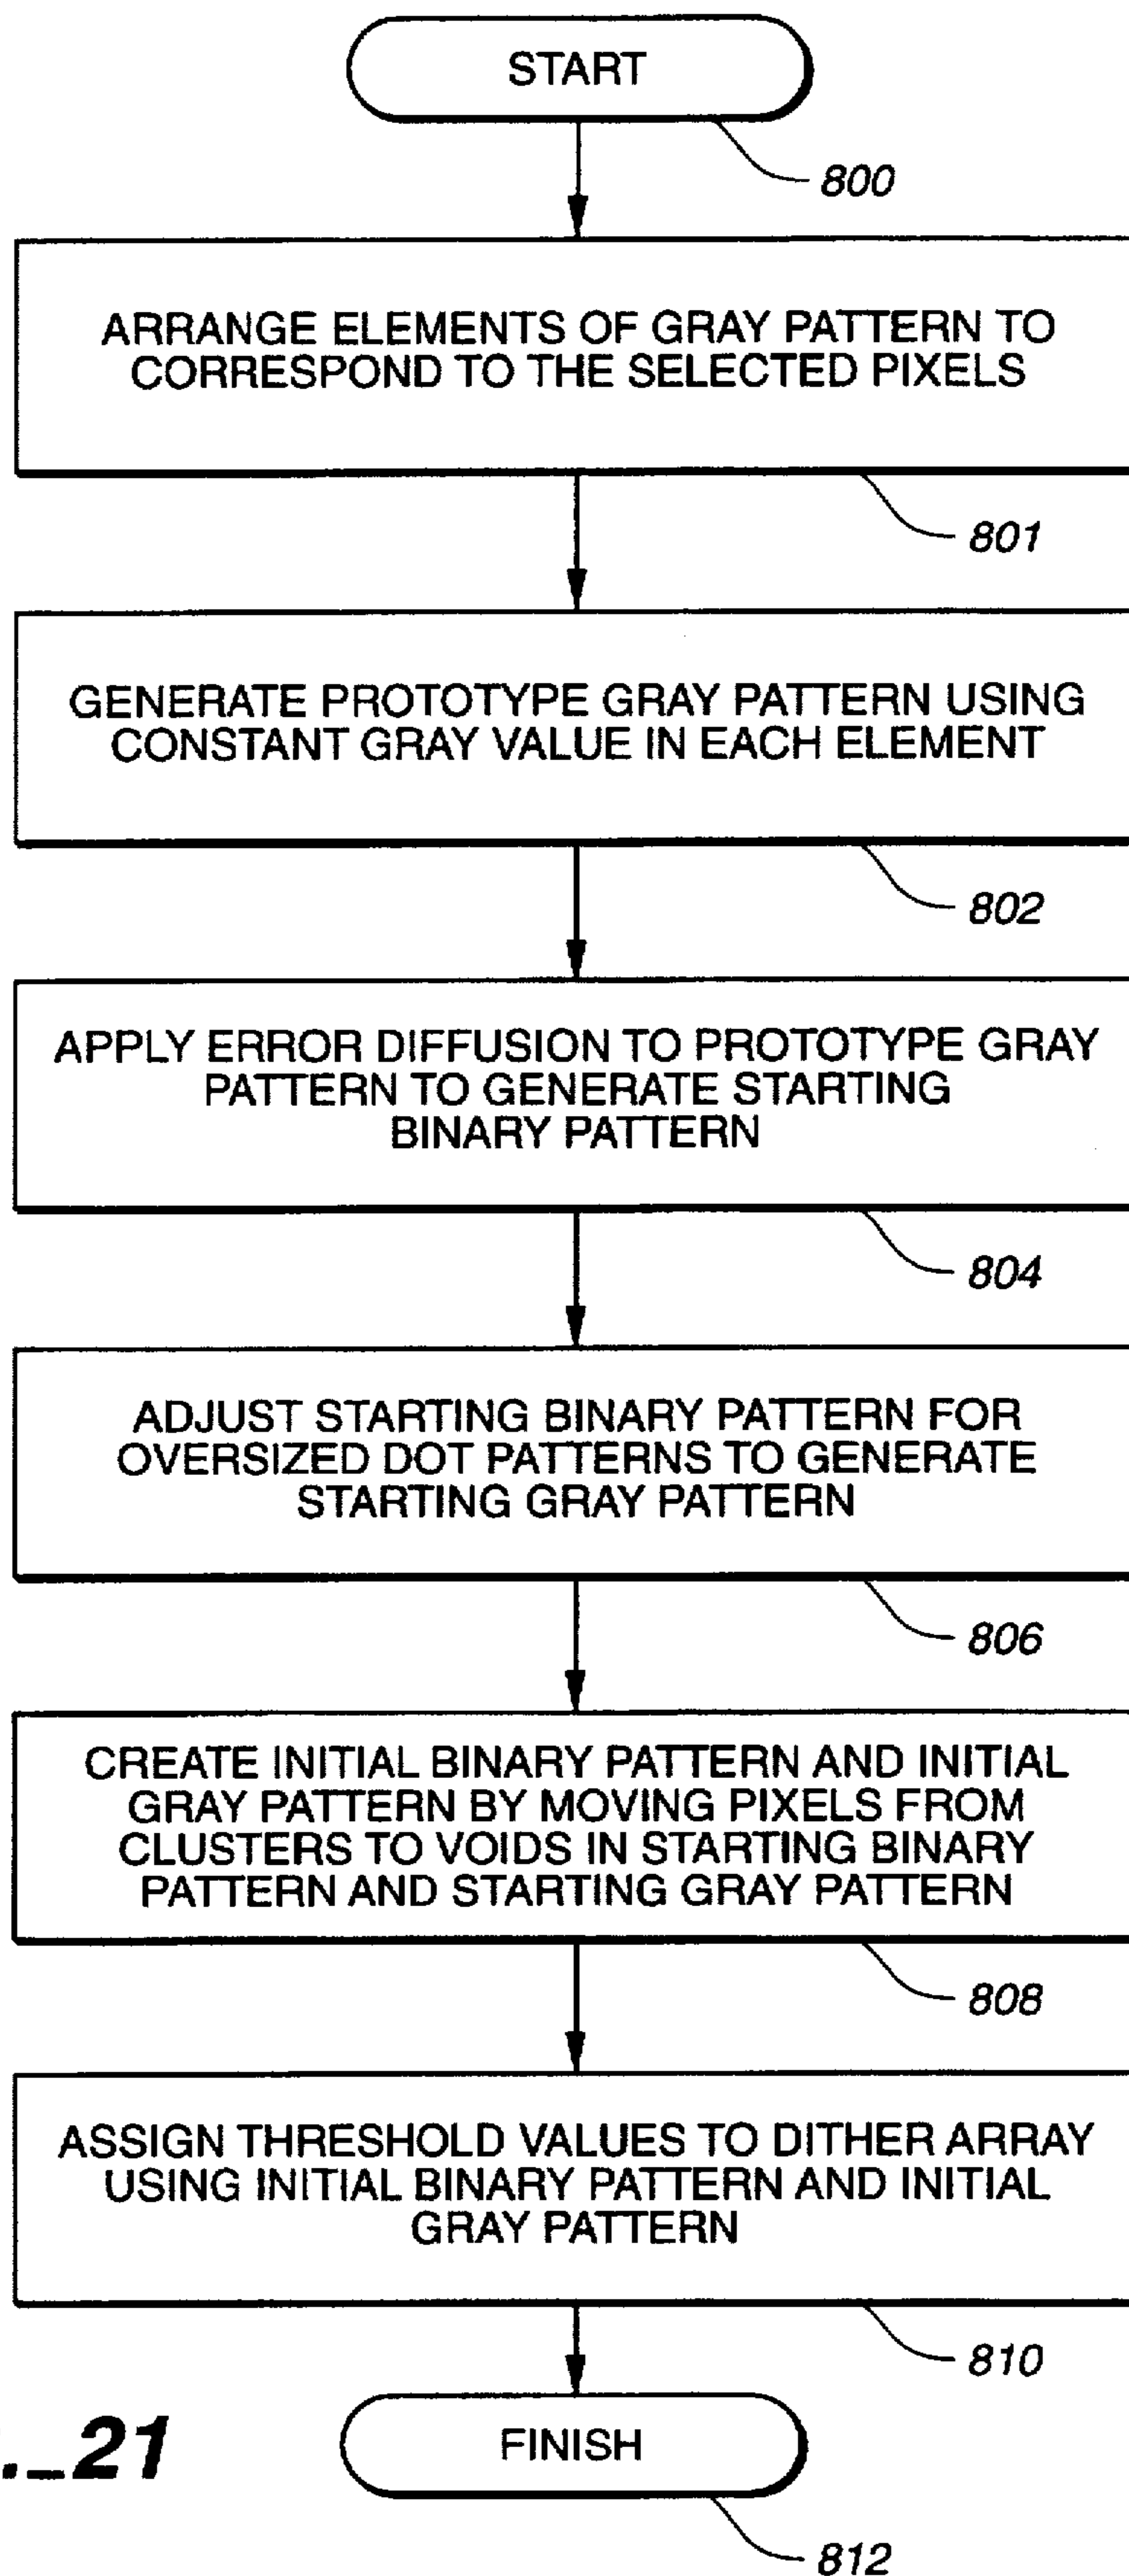 START
800
ARRANGE ELEMENTS OF GRAY PATTERN TO
CORRESPOND TO THE SELECTED PIXELS
801
GENERATE PROTOTYPE GRAY PATTERN USING
CONSTANT GRAY VALUE IN EACH ELEMENT
802
APPLY ERROR DIFFUSION TO PROTOTYPE GRAY
PATTERN TO GENERATE STARTING
BINARY PATTERN
804
ADJUST STARTING BINARY PATTERN FOR
OVERSIZED DOT PATTERNS TO GENERATE
STARTING GRAY PATTERN
806
CREATE INITIAL BINARY PATTERN AND INITIAL
GRAY PATTERN BY MOVING PIXELS FROM
CLUSTERS TO VOIDS IN STARTING BINARY
PATTERN AND STARTING GRAY PATTERN
808
ASSIGN THRESHOLD VALUES TO DITHER ARRAY
USING INITIAL BINARY PATTERN AND INITIAL
GRAY PATTERN
810
._21
FINISH
812